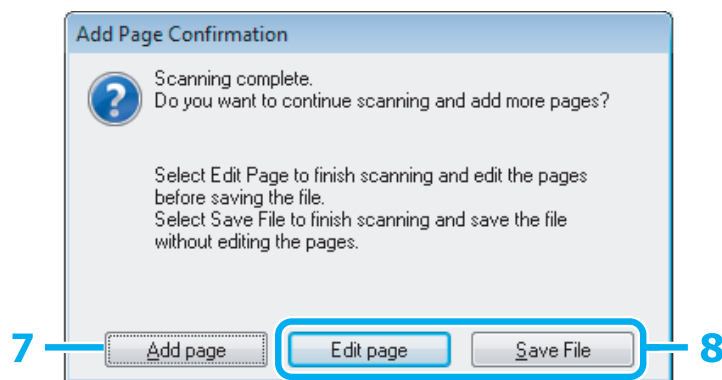 Add Page Confirmation
Scanning complete.
Do you want to continue scanning and add more pages?
Select Edit Page to finish scanning and edit the pages
before saving the file.
Select Save File to finish scanning and save the file
without editing the pages.
7 Add page Edit page Save File 8